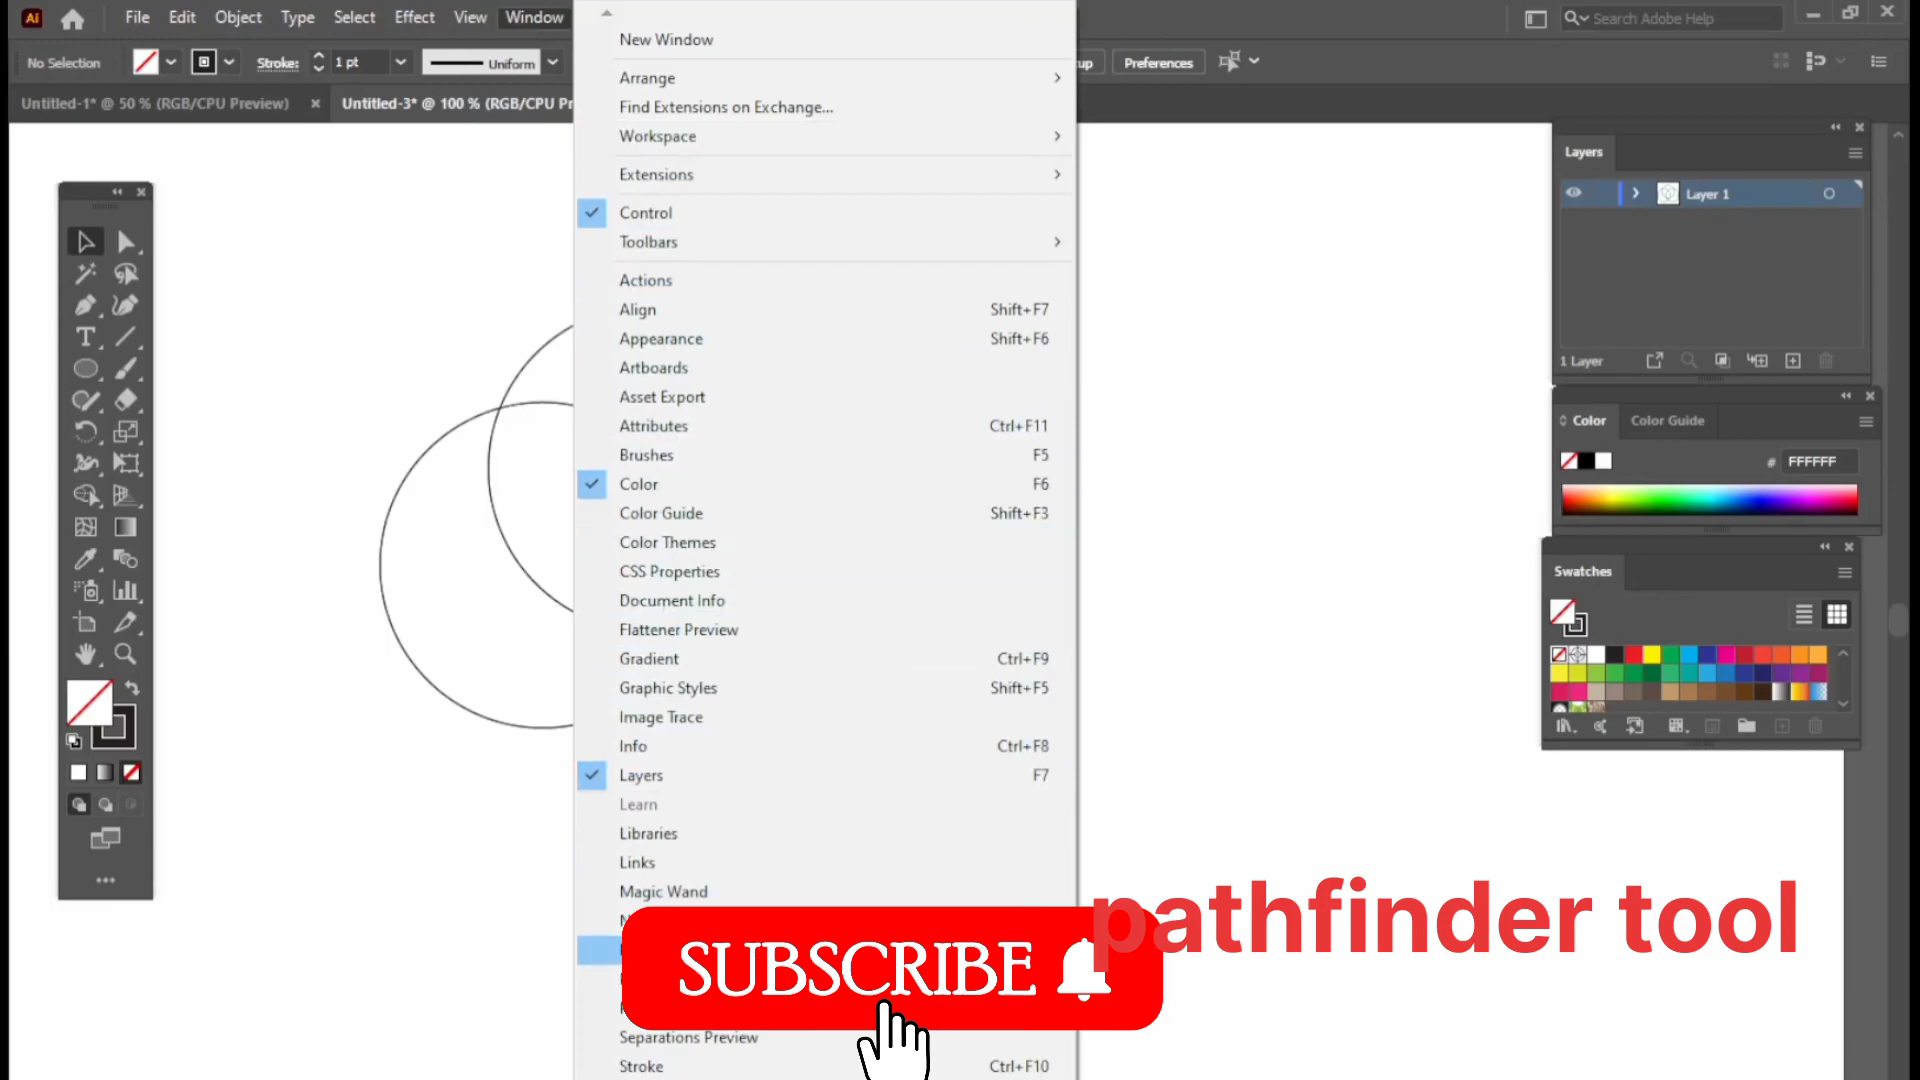 Ai
File Edit Object Type Select Effect View Window
Search Adobe Help
No Selection
Stroke: 1 pt
Uniform
up
Preferences
Untitled-1* @ 50 % (RGB/CPU Preview)
Untitled-3* @ 100 % (RGB/CPU Pr
New Window
Arrange
Find Extensions on Exchange...
Workspace
Extensions
Control
Toolbars
Actions
Align Shift+F7
Appearance Shift+F6
Artboards
Asset Export
Attributes Ctrl+F11
Brushes F5
Color F6
Color Guide Shift+F3
Color Themes
CSS Properties
Document Info
Flattener Preview
Gradient Ctrl+F9
Graphic Styles Shift+F5
Image Trace
Info Ctrl+F8
Layers F7
Learn
Libraries
Links
Magic Wand
Separations Preview
Stroke Ctrl+F10
SUBSCRIBE
pathfinder tool
Layers
Layer 1
1 Layer
Color Color Guide
# FFFFFF
Swatches